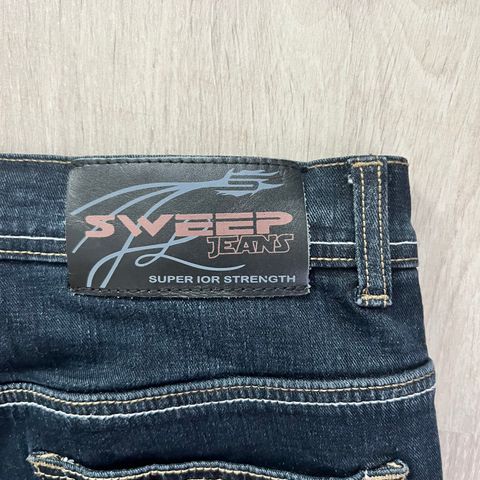 S
SWEEP
JEANS
SUPER IOR STRENGTH